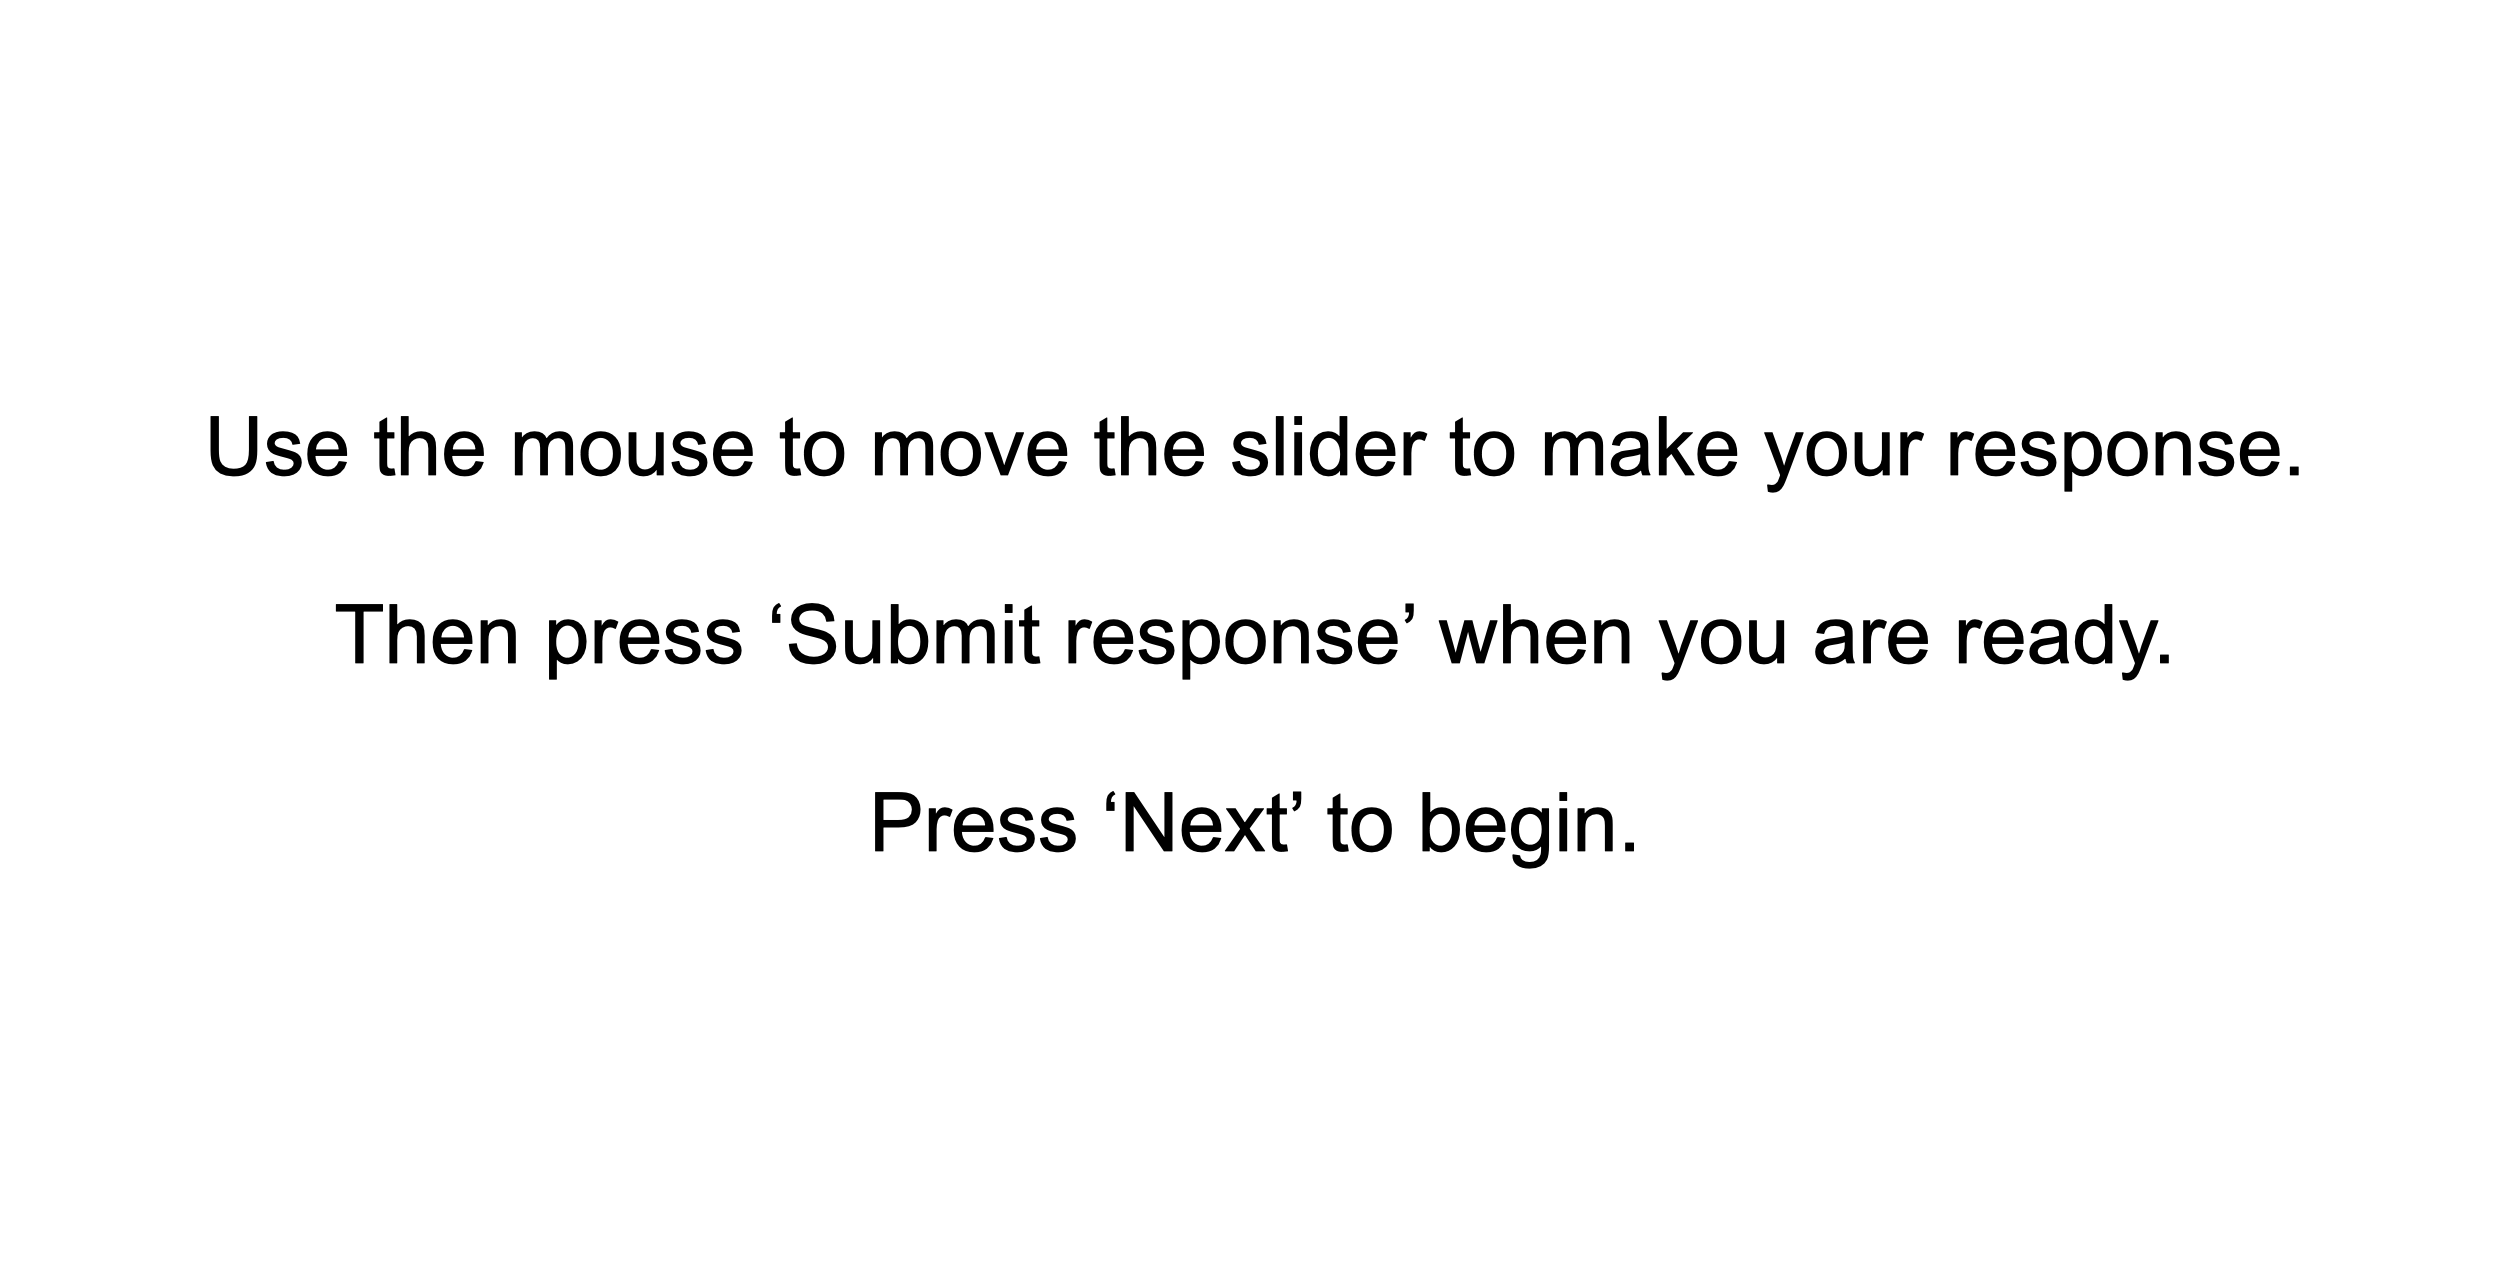 Use the mouse to move the slider to make your response.
Then press ‘Submit response’ when you are ready.
Press ‘Next’ to begin.